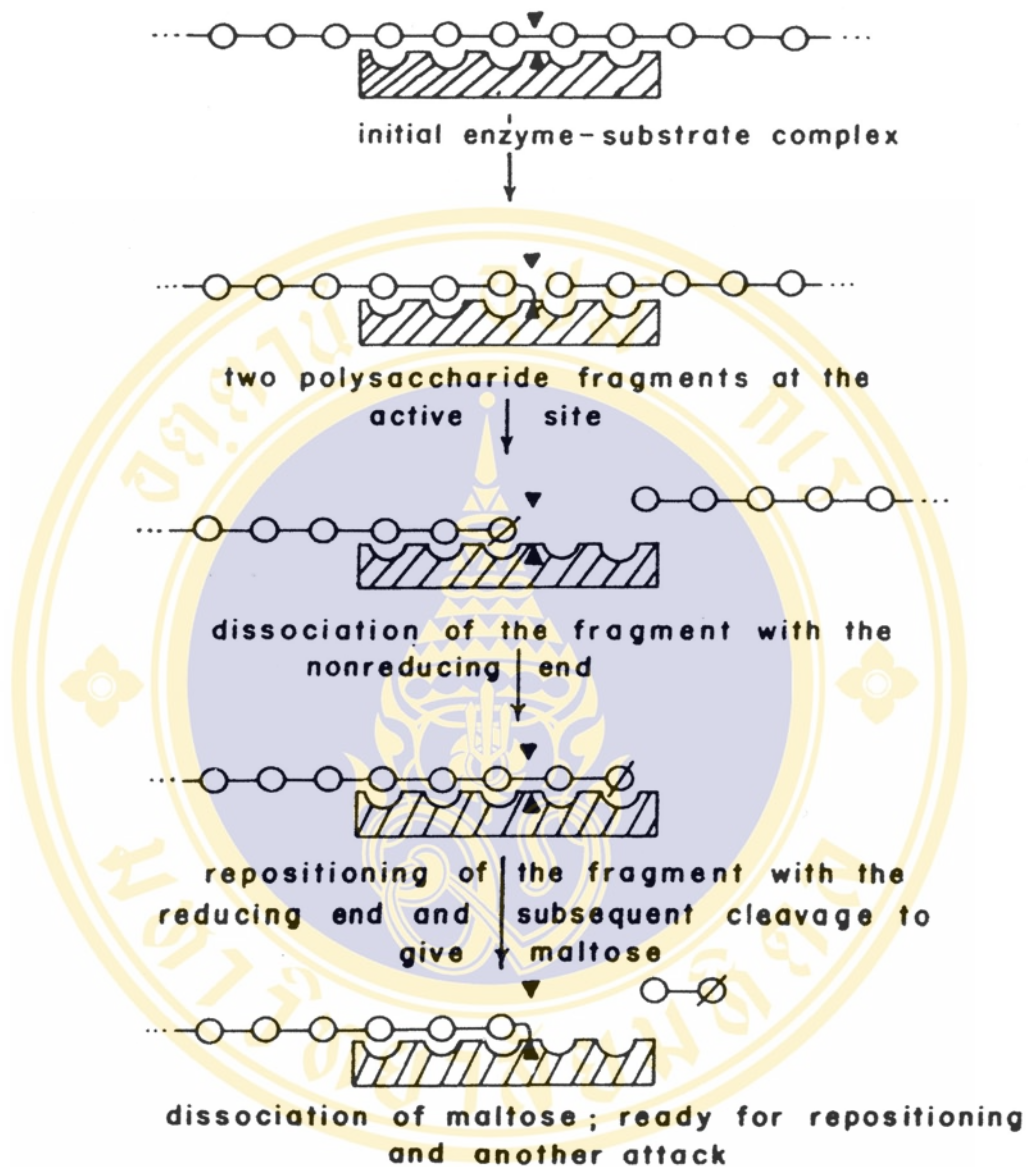 initial enzyme-substrate complex
two polysaccharide fragments at the
active site
dissociation of the fragment with the
nonreducing end
repositioning of the fragment with the
reducing end and subsequent cleavage to
give maltose
dissociation of maltose; ready for repositioning
and another attack